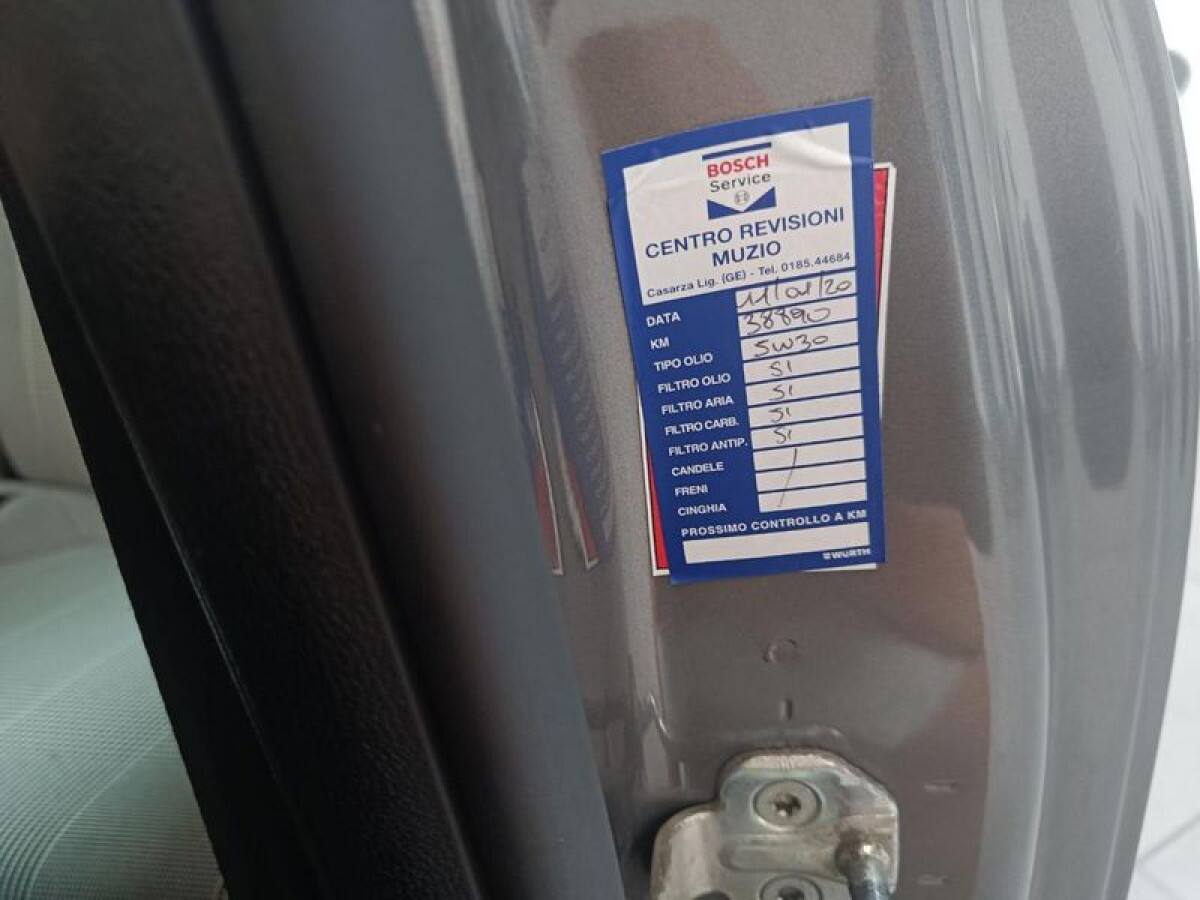 BOSCH
Service
CENTRO REVISIONI
MUZIO
Casarza Lig. (GE) - Tel. 0185.44684
DATA 11/01/20
KM 38890
TIPO OLIO 5W30
FILTRO OLIO SI
FILTRO ARIA SI
FILTRO CARB. SI
FILTRO ANTIP. SI
CANDELE /
FRENI
CINGHIA
PROSSIMO CONTROLLO A KM
WÜRTH